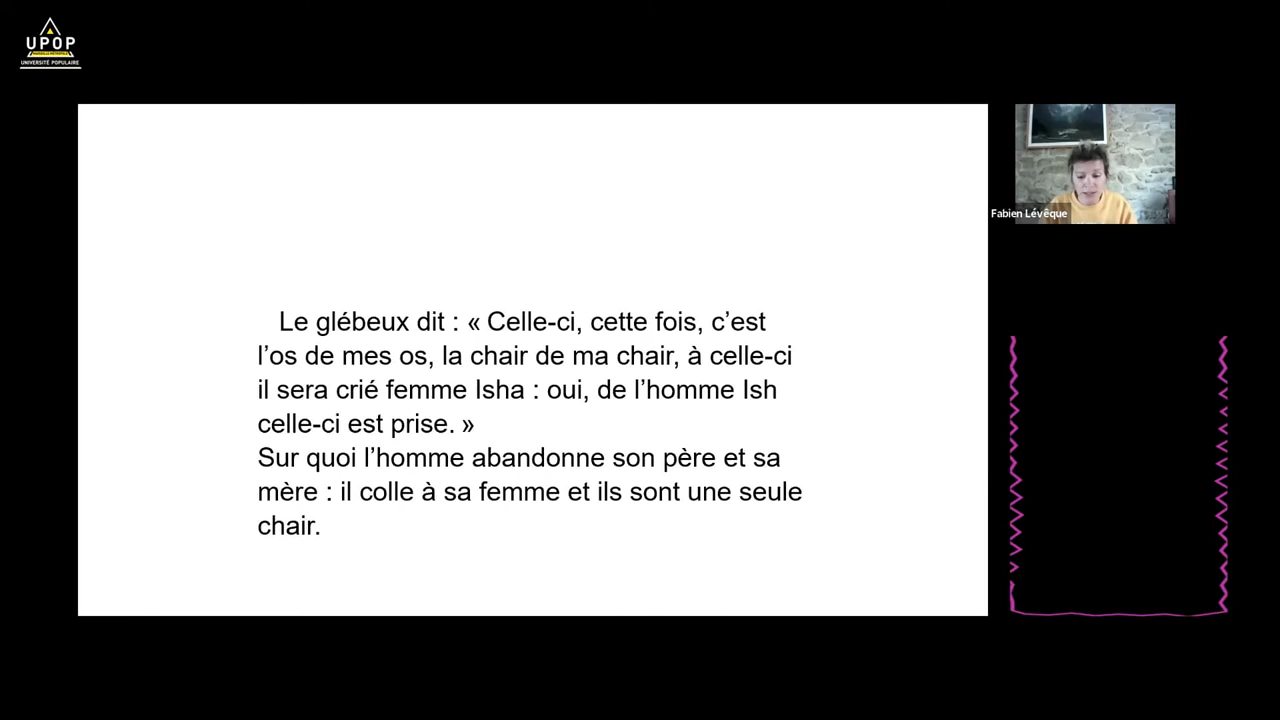 UPOP
UNIVERSITÉ POPULAIRE
Le glébeux dit : « Celle-ci, cette fois, c’est
l’os de mes os, la chair de ma chair, à celle-ci
il sera crié femme Isha : oui, de l’homme Ish
celle-ci est prise. »
Sur quoi l’homme abandonne son père et sa
mère : il colle à sa femme et ils sont une seule
chair.
Fabien Lévêque